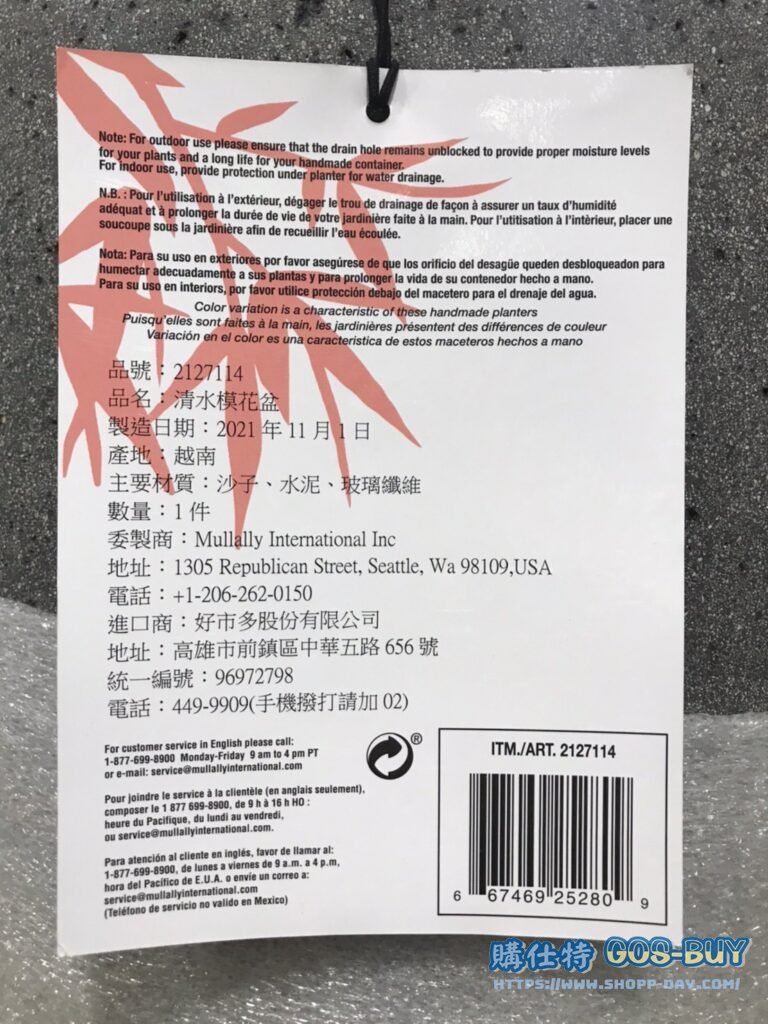 Note: For outdoor use please ensure that the drain hole remains unblocked to provide proper moisture levels
for your plants and a long life for your handmade container.
For indoor use, provide protection under planter for water drainage.
N.B. : Pour l'utilisation à l'extérieur, dégager le trou de drainage de façon à assurer un taux d'humidité
adéquat et à prolonger la durée de vie de votre jardinière faite à la main. Pour l'utitisation à l'intèrieur, placer une
soucoupe sous la jardinière afin de recueillir l'eau écoulée.
Nota: Para su uso en exteriores por favor asegúrese de que los orificio del desagüe queden desbloqueadon para
humectar adecuadamente a sus plantas y para prolongar la vida de su contenedor hecho a mano.
Para su uso en interiors, por favor utilice protección debajo del macetero para el drenaje del agua.
Color variation is a characteristic of these handmade planters
Puisqu'elles sont faites à la main, les jardinières présentent des différences de couleur
Variación en el color es una caracteristica de estos maceteros hechos a mano
品號：2127114
品名：清水模花盆
製造日期：2021 年 11 月 1 日
產地：越南
主要材質：沙子、水泥、玻璃纖維
數量：1 件
委製商：Mullally International Inc
地址：1305 Republican Street, Seattle, Wa 98109,USA
電話：+1-206-262-0150
進口商：好市多股份有限公司
地址：高雄市前鎮區中華五路 656 號
統一編號：96972798
電話：449-9909(手機撥打請加 02)
For customer service in English please call:
1-877-699-8900 Monday-Friday 9 am to 4 pm PT
or e-mail: service@mullallyinternational.com
Pour joindre le service à la clientèle (en anglais seulement),
composer le 1 877 699-8900, de 9 h à 16 h HO :
heure du Pacifique, du lundi au vendredi,
ou service@mullallyinternational.com.
Para atención al cliente en inglés, favor de llamar al:
1-877-699-8900, de lunes a viernes de 9 a.m. a 4 p.m,
hora del Pacífico de E.U.A. o envíe un correo a:
service@mullallyinternational.com
(Teléfono de servicio no valido en Mexico)
®
ITM./ART. 2127114
6 67469 25280 9
購仕特 GOS-BUY
HTTPS://WWW.SHOPP-DAY.COM/